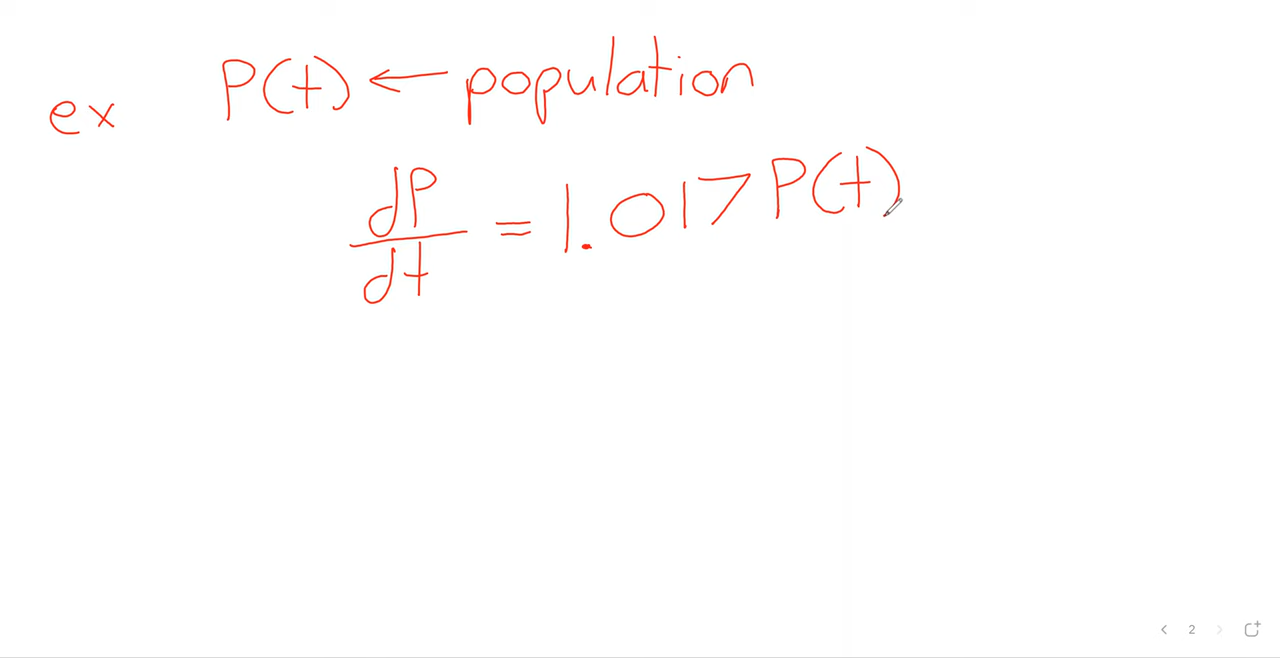 ex P(t) ← population
dP/dt = 1.017 P(t)
2